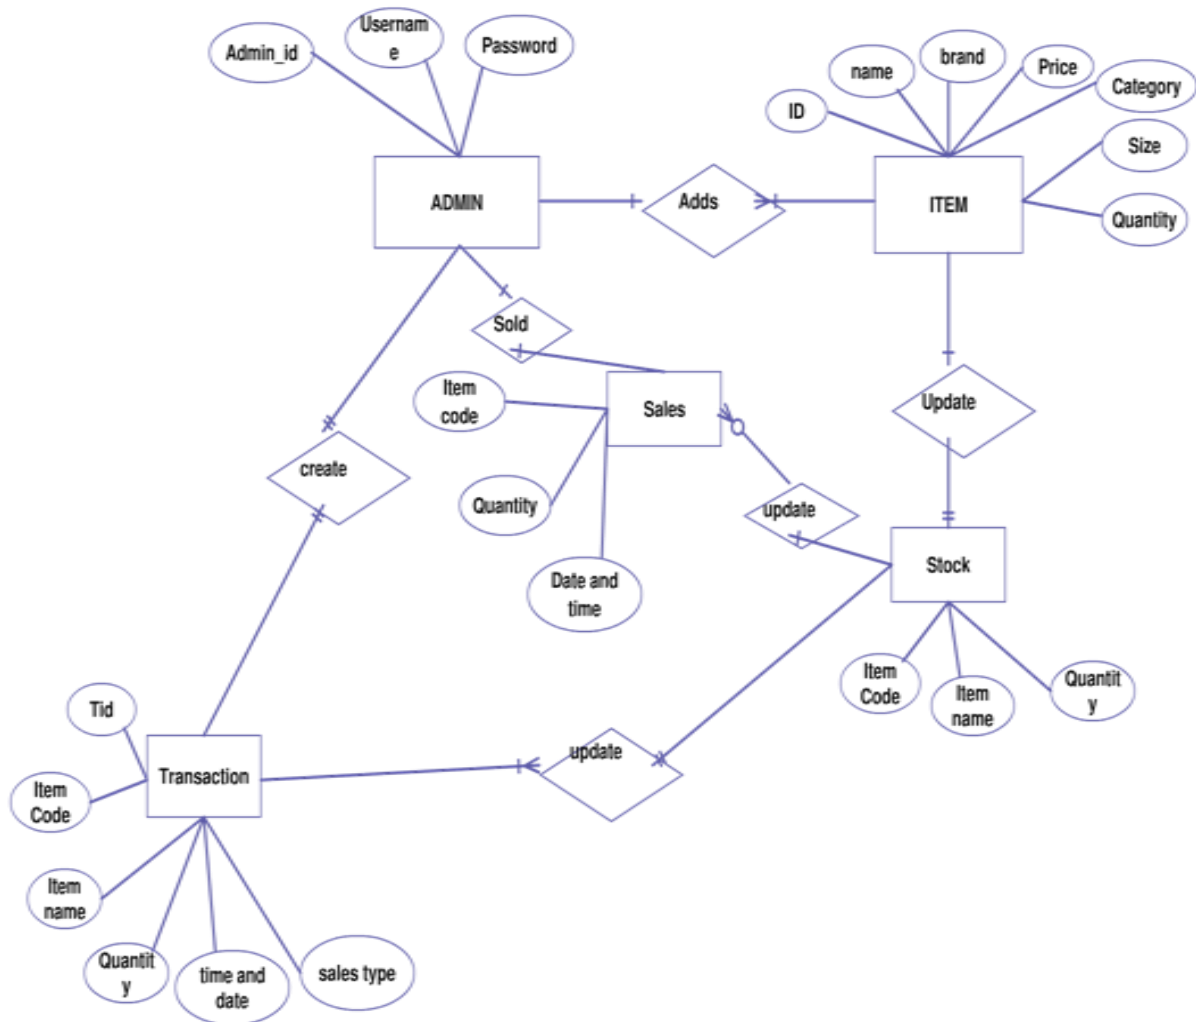 Admin_id
Usernam
e
Password
ID
name
brand
Price
Category
Size
Quantity
ADMIN
Adds
ITEM
Sold
Item
code
Sales
Update
Quantity
create
update
Date and
time
Stock
Item
Code
Item
name
Quantit
y
Tid
Transaction
update
Item
Code
Item
name
Quantit
y
time and
date
sales type